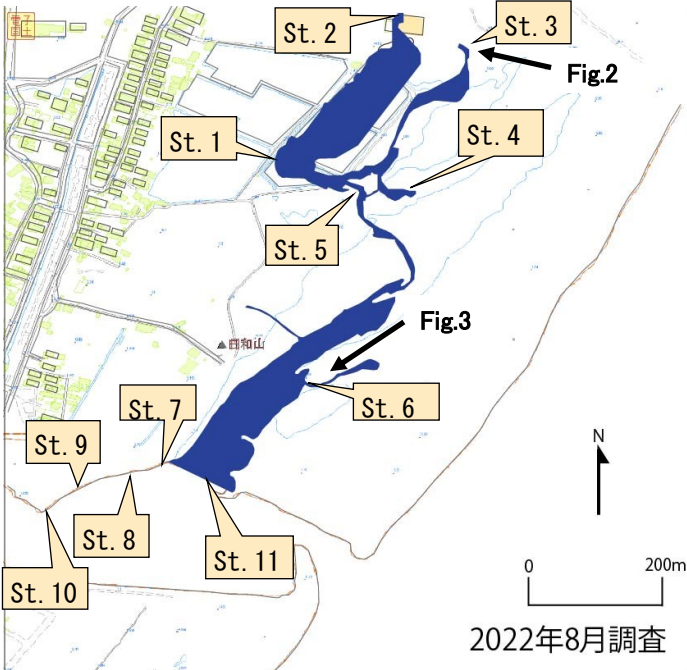 St. 2
St. 3
Fig.2
St. 1
St. 4
St. 5
Fig.3
日和山
St. 6
St. 7
St. 9
St. 8
St. 11
St. 10
N
0
200m
2022年8月調査